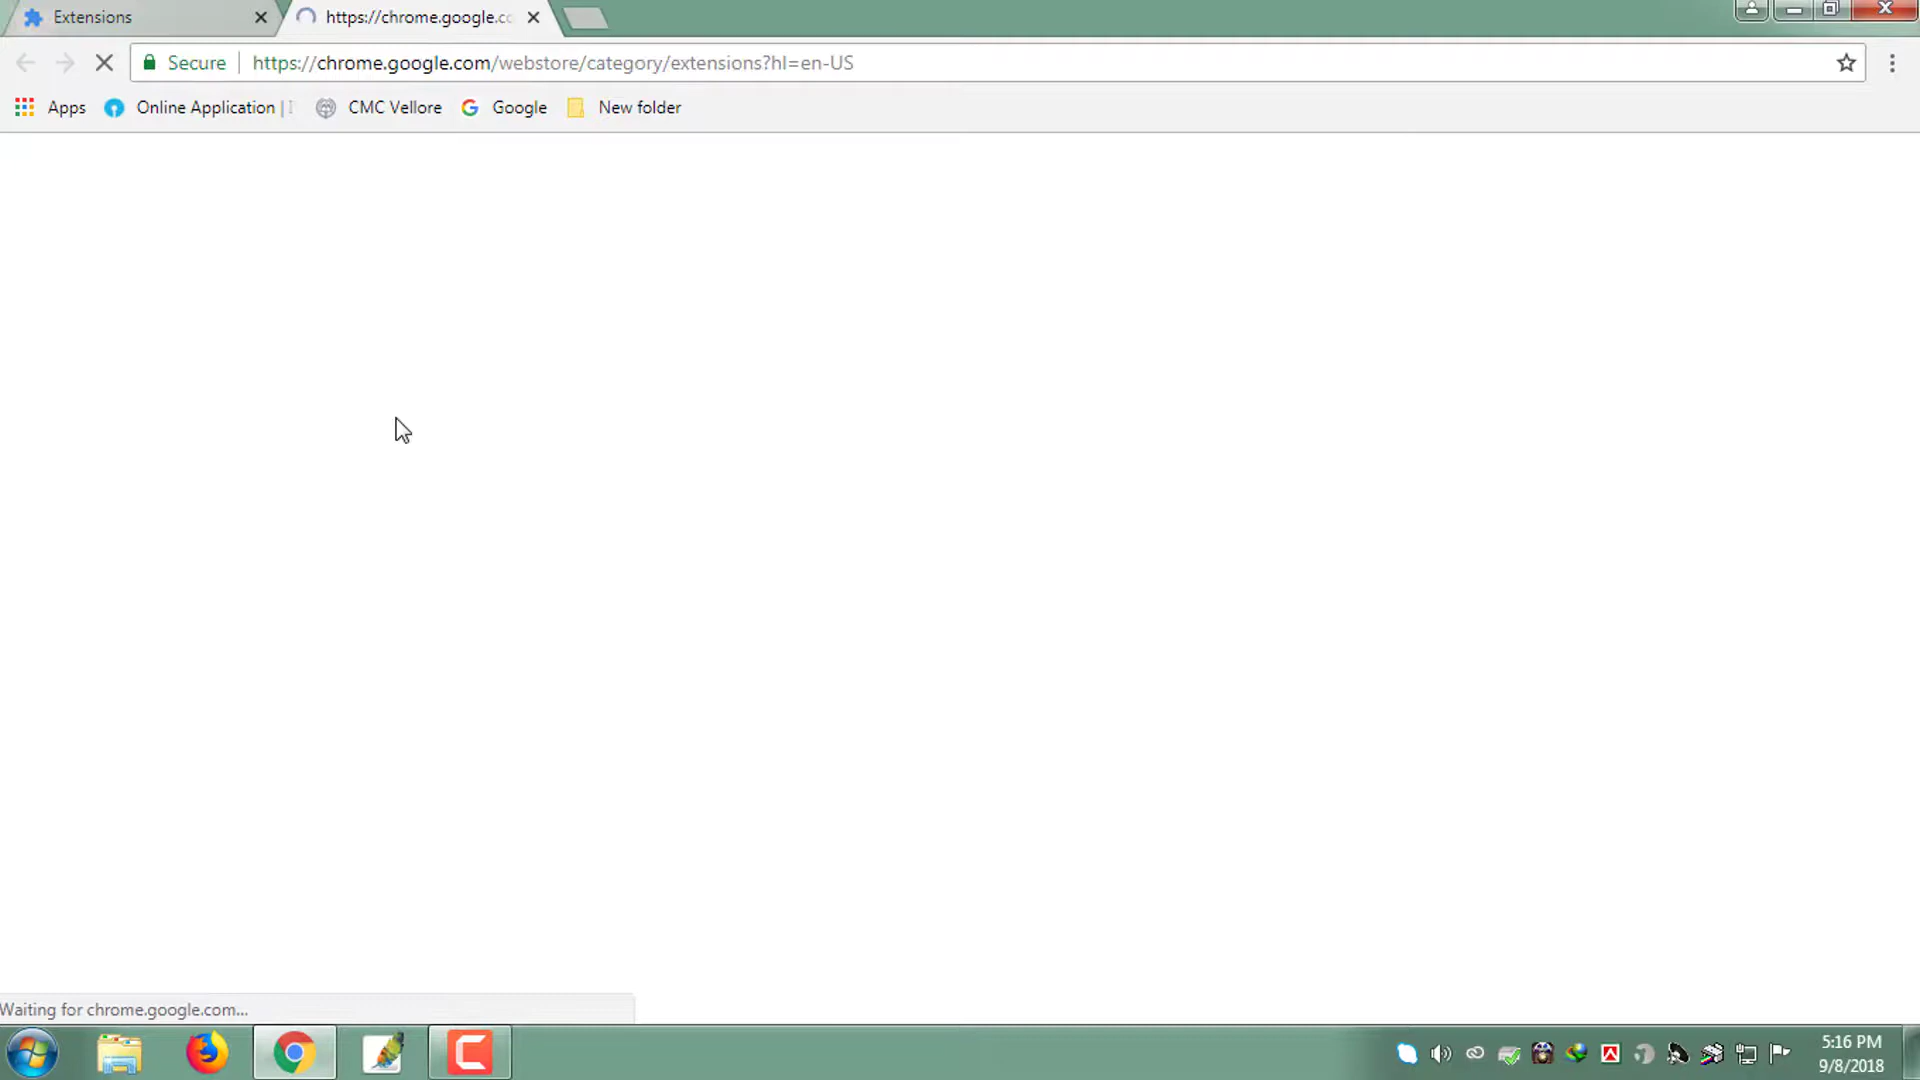 Extensions
https://chrome.google.cc
Secure
https://chrome.google.com/webstore/category/extensions?hl=en-US
Apps
Online Application |
CMC Vellore
Google
New folder
Waiting for chrome.google.com...
5:16 PM
9/8/2018